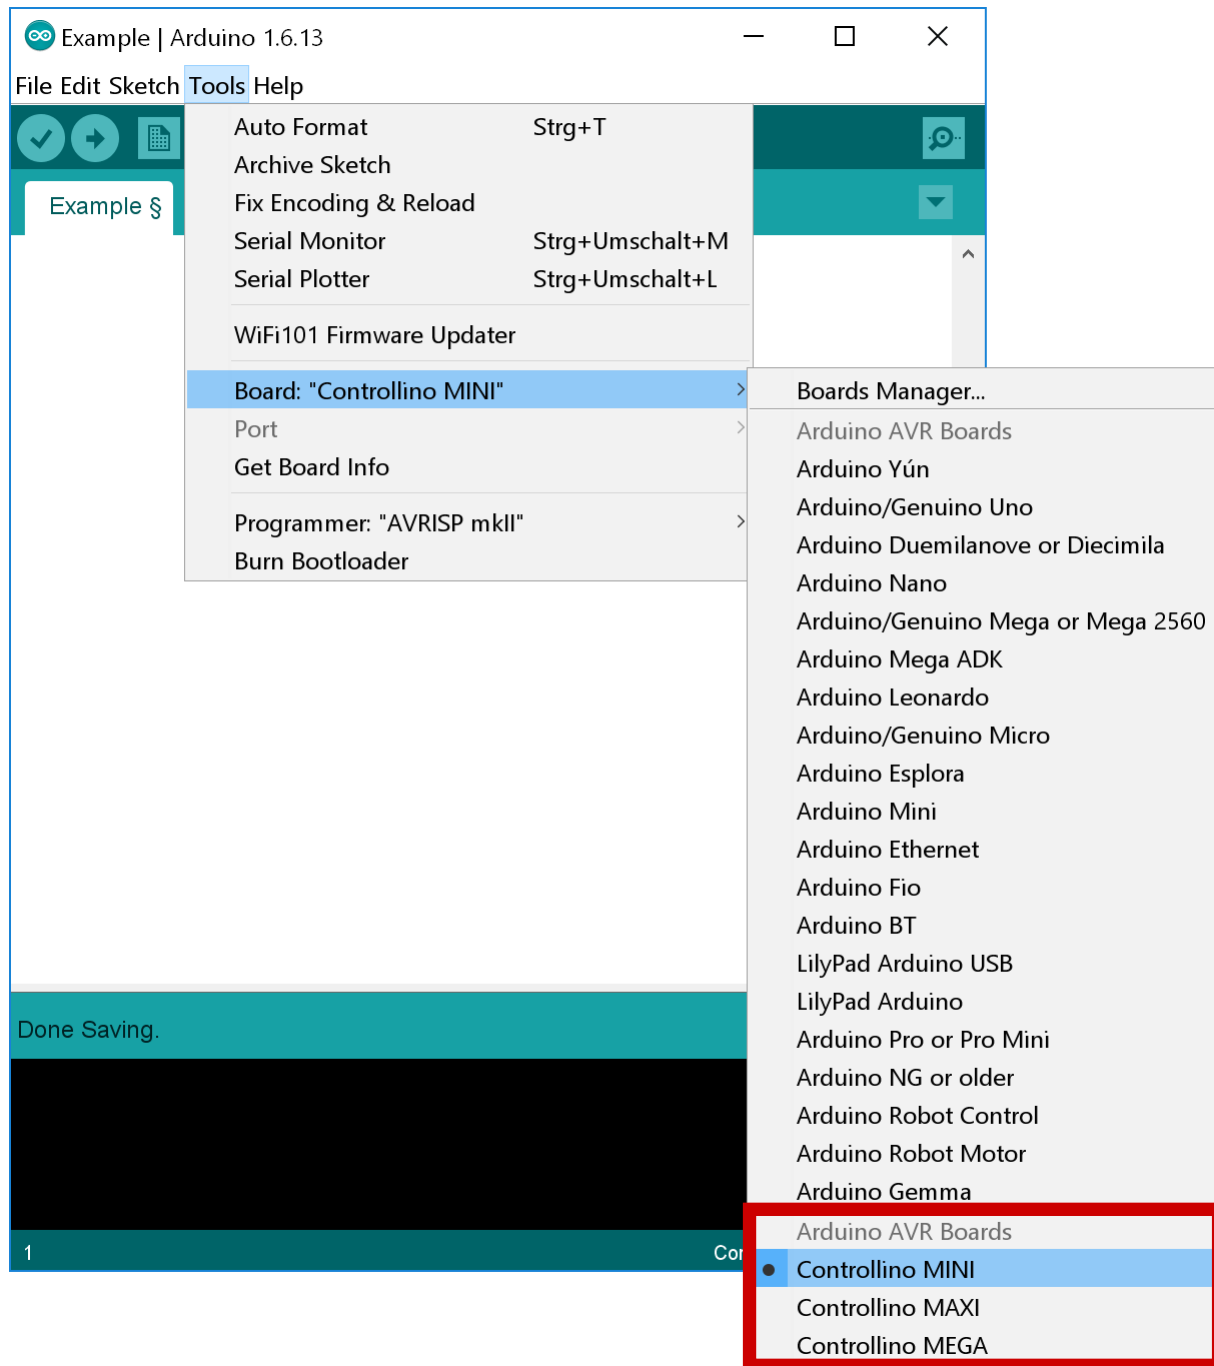 Example | Arduino 1.6.13
File Edit Sketch Tools Help
Auto Format Strg+T
Archive Sketch
Fix Encoding & Reload
Example §
Serial Monitor Strg+Umschalt+M
Serial Plotter Strg+Umschalt+L
WiFi101 Firmware Updater
Board: "Controllino MINI"
Port
Get Board Info
Programmer: "AVRISP mkII"
Burn Bootloader
Boards Manager...
Arduino AVR Boards
Arduino Yún
Arduino/Genuino Uno
Arduino Duemilanove or Diecimila
Arduino Nano
Arduino/Genuino Mega or Mega 2560
Arduino Mega ADK
Arduino Leonardo
Arduino/Genuino Micro
Arduino Esplora
Arduino Mini
Arduino Ethernet
Arduino Fio
Arduino BT
LilyPad Arduino USB
LilyPad Arduino
Arduino Pro or Pro Mini
Arduino NG or older
Arduino Robot Control
Arduino Robot Motor
Arduino Gemma
Arduino AVR Boards
Controllino MINI
Controllino MAXI
Controllino MEGA
Done Saving.
1